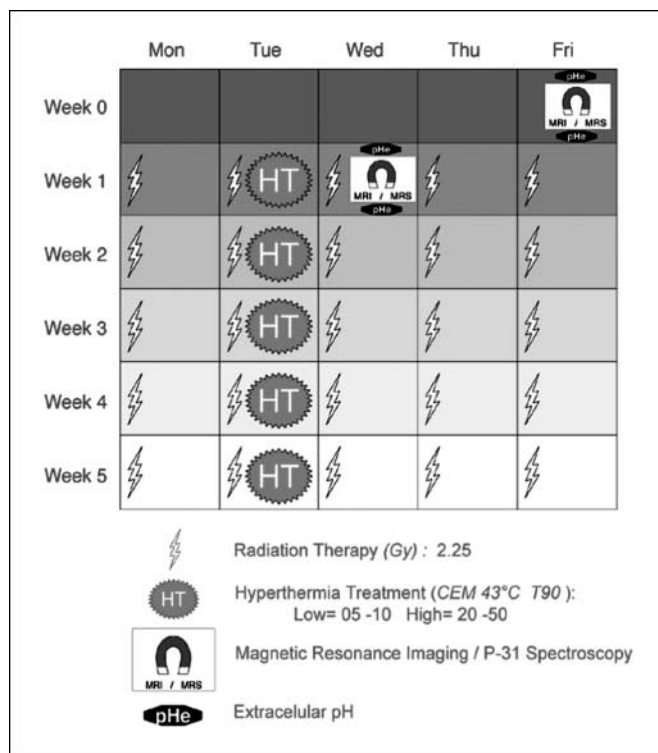 Mon Tue Wed Thu Fri
Week 0
pHe
MRI / MRS
pHe
Week 1
HT
pHe
MRI / MRS
pHe
Week 2
HT
Week 3
HT
Week 4
HT
Week 5
HT
Radiation Therapy (Gy) : 2.25
HT
Hyperthermia Treatment (CEM 43°C T90 ):
Low= 05 -10 High= 20 -50
MRI / MRS
Magnetic Resonance Imaging / P-31 Spectroscopy
pHe
Extracelular pH